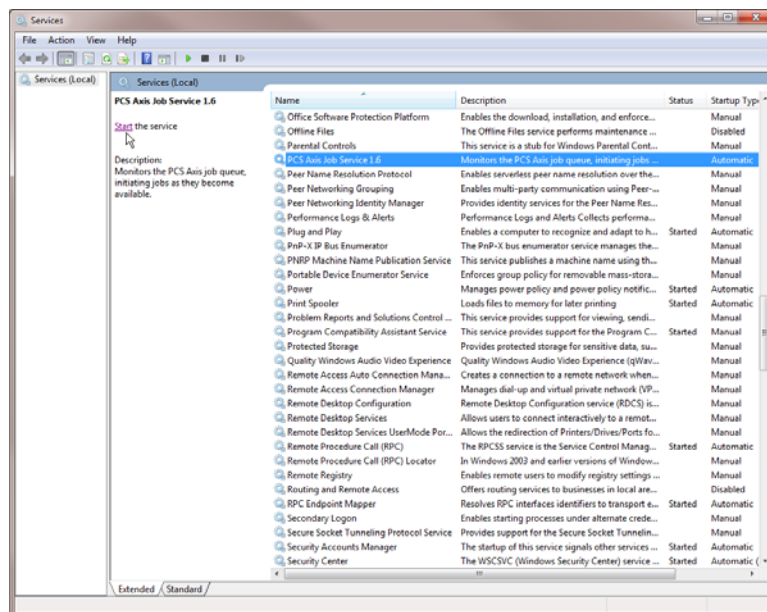 Services
File Action View Help
Services (Local)
Services (Local)
PCS Axis Job Service 1.6
Start the service
Description:
Monitors the PCS Axis job queue,
initiating jobs as they become
available.
Name Description Status Startup Typ
Office Software Protection Platform Enables the download, installation, and enforce... Manual
Offline Files The Offline Files service performs maintenance ... Disabled
Parental Controls This service is a stub for Windows Parental Cont... Manual
PCS Axis Job Service 1.6 Monitors the PCS Axis job queue, initiating jobs ... Automatic
Peer Name Resolution Protocol Enables serverless peer name resolution over the... Manual
Peer Networking Grouping Enables multi-party communication using Peer-... Manual
Peer Networking Identity Manager Provides identity services for the Peer Name Res... Manual
Performance Logs & Alerts Performance Logs and Alerts Collects performa... Manual
Plug and Play Enables a computer to recognize and adapt to h... Started Automatic
PnP-X IP Bus Enumerator The PnP-X bus enumerator service manages the... Manual
PNRP Machine Name Publication Service This service publishes a machine name using th... Manual
Portable Device Enumerator Service Enforces group policy for removable mass-stora... Manual
Power Manages power policy and power policy notific... Started Automatic
Print Spooler Loads files to memory for later printing Started Automatic
Problem Reports and Solutions Control ... This service provides support for viewing, sendi... Manual
Program Compatibility Assistant Service This service provides support for the Program C... Started Manual
Protected Storage Provides protected storage for sensitive data, su... Manual
Quality Windows Audio Video Experience Quality Windows Audio Video Experience (qWav... Manual
Remote Access Auto Connection Mana... Creates a connection to a remote network when... Manual
Remote Access Connection Manager Manages dial-up and virtual private network (VP... Manual
Remote Desktop Configuration Remote Desktop Configuration service (RDCS) is... Manual
Remote Desktop Services Allows users to connect interactively to a remot... Manual
Remote Desktop Services UserMode Por... Allows the redirection of Printers/Drives/Ports fo... Manual
Remote Procedure Call (RPC) The RPCSS service is the Service Control Manag... Started Automatic
Remote Procedure Call (RPC) Locator In Windows 2003 and earlier versions of Window... Manual
Remote Registry Enables remote users to modify registry settings ... Manual
Routing and Remote Access Offers routing services to businesses in local are... Disabled
RPC Endpoint Mapper Resolves RPC interfaces identifiers to transport e... Started Automatic
Secondary Logon Enables starting processes under alternate crede... Manual
Secure Socket Tunneling Protocol Service Provides support for the Secure Socket Tunnelin... Manual
Security Accounts Manager The startup of this service signals other services ... Started Automatic
Security Center The WSCSVC (Windows Security Center) service ... Started Automatic (
Extended Standard